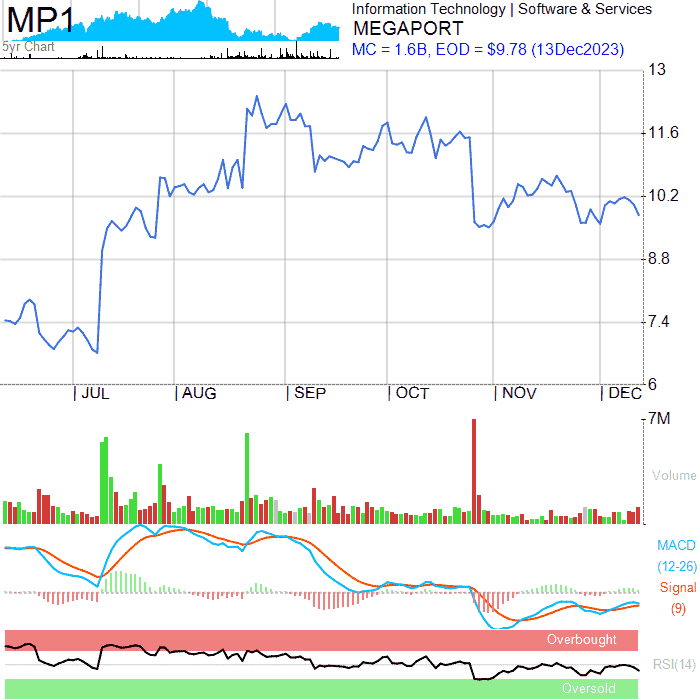 MP1
5yr Chart
Information Technology | Software & Services
MEGAPORT
MC = 1.6B, EOD = $9.78 (13Dec2023)
13
11.6
10.2
8.8
7.4
6
| JUL | AUG | SEP | OCT | NOV | DEC
7M
Volume
MACD
(12-26)
Signal
(9)
Overbought
RSI(14)
Oversold